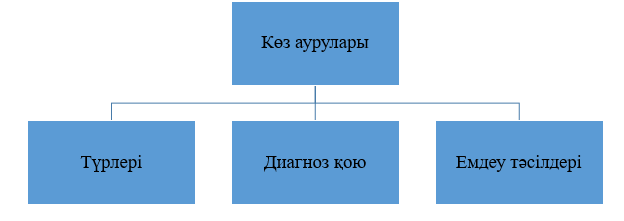 Көз аурулары
Түрлері
Диагноз қою
Емдеу тәсілдері